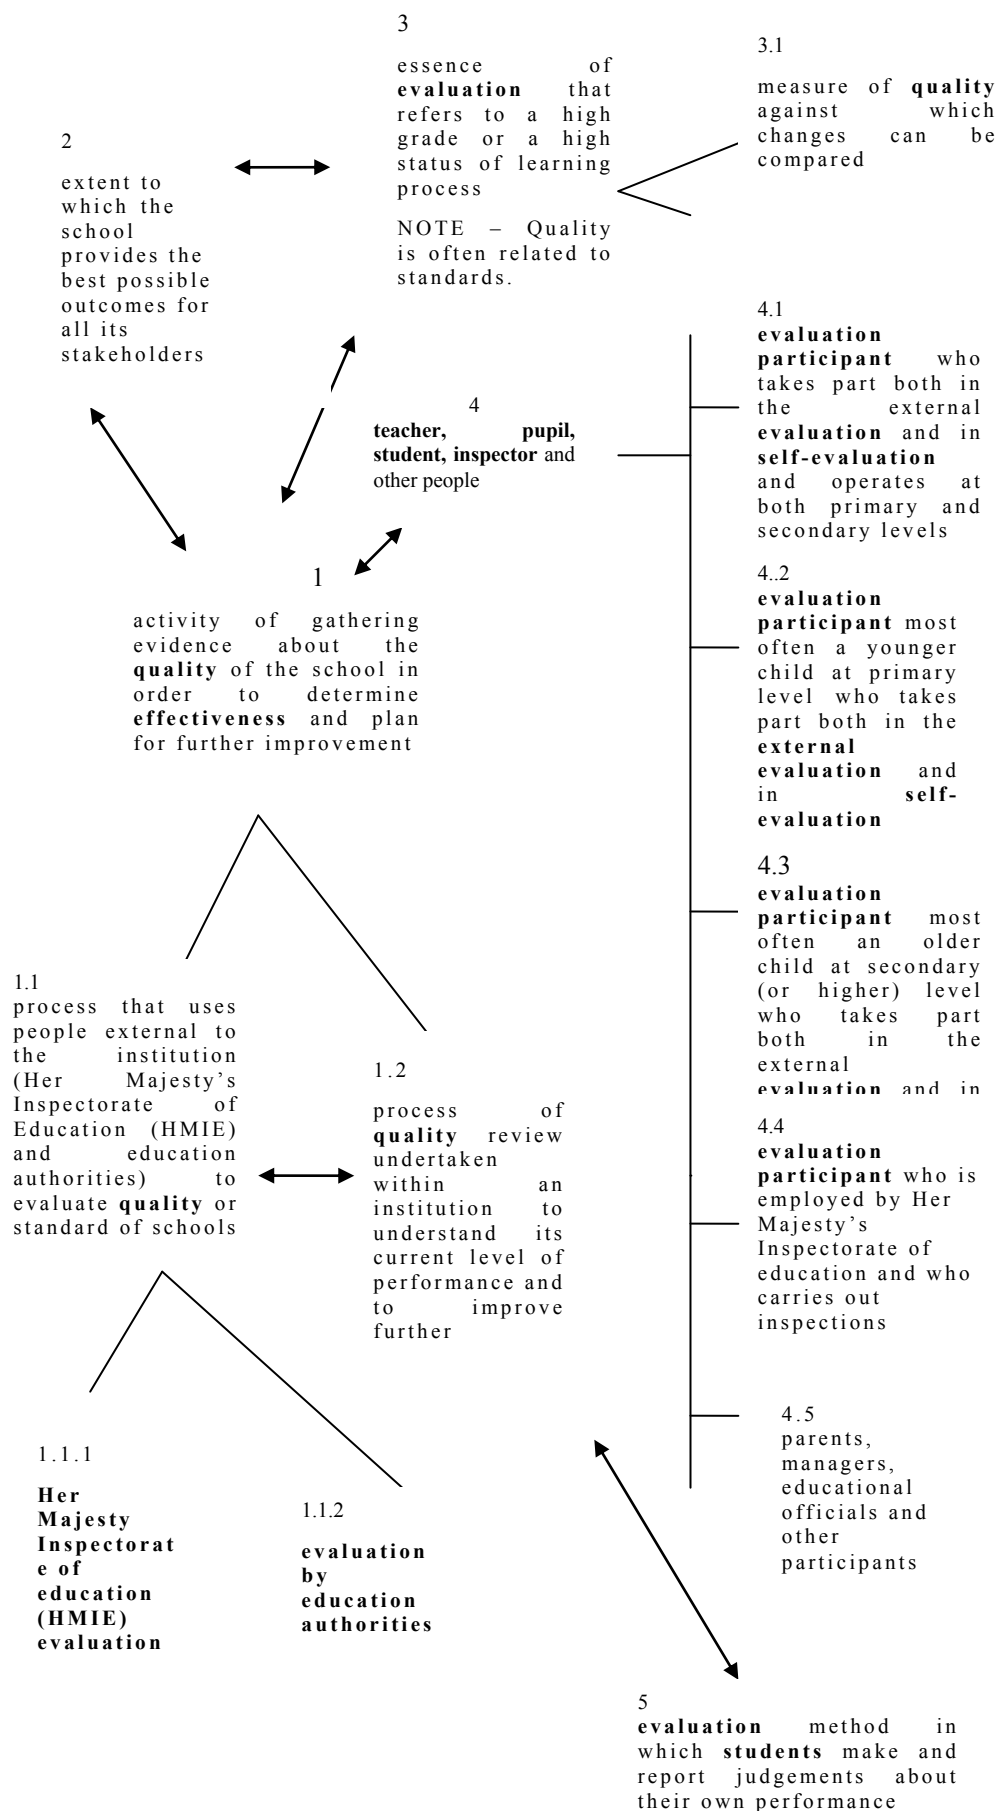 3
essence of
evaluation that
refers to a high
grade or a high
status of learning
process
NOTE – Quality
is often related to
standards.
3.1
measure of quality
against which
changes can be
compared
2
extent to
which the
school
provides the
best possible
outcomes for
all its
stakeholders
4
teacher, pupil,
student, inspector and
other people
4.1
evaluation
participant who
takes part both in
the external
evaluation and in
self-evaluation
and operates at
both primary and
secondary levels
1
activity of gathering
evidence about the
quality of the school in
order to determine
effectiveness and plan
for further improvement
4..2
evaluation
participant most
often a younger
child at primary
level who takes
part both in the
external
evaluation and
in self-
evaluation
4.3
evaluation
participant most
often an older
child at secondary
(or higher) level
who takes part
both in the
external
evaluation and in
1.1
process that uses
people external to
the institution
(Her Majesty’s
Inspectorate of
Education (HMIE)
and education
authorities) to
evaluate quality or
standard of schools
1.2
process of
quality review
undertaken
within an
institution to
understand its
current level of
performance and
to improve
further
4.4
evaluation
participant who is
employed by Her
Majesty’s
Inspectorate of
education and who
carries out
inspections
4.5
parents,
managers,
educational
officials and
other
participants
1.1.1
Her
Majesty
Inspectorat
e of
education
(HMIE)
evaluation
1.1.2
evaluation
by
education
authorities
5
evaluation method in
which students make and
report judgements about
their own performance